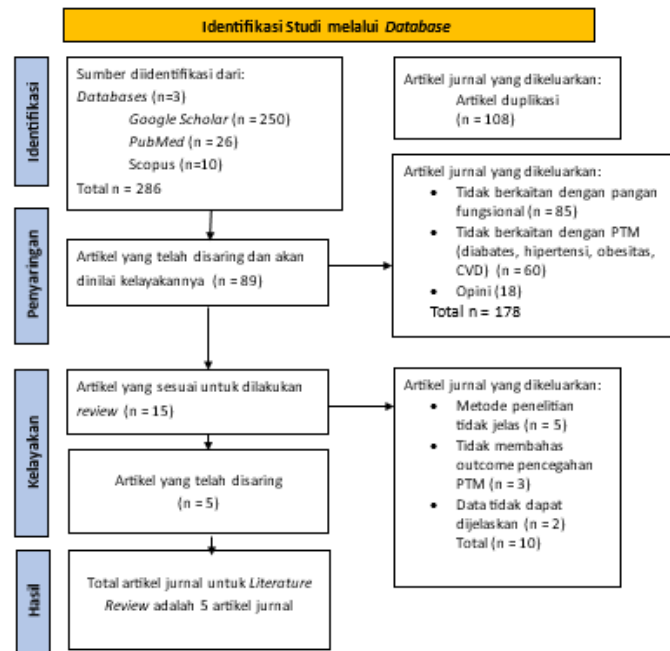 Identifikasi Studi melalui Database
Identifikasi
Sumber diidentifikasi dari:
Databases (n=3)
Google Scholar (n = 250)
PubMed (n = 26)
Scopus (n=10)
Total n = 286
Artikel jurnal yang dikeluarkan:
Artikel duplikasi
(n = 108)
Penyaringan
Artikel yang telah disaring dan akan
dinilai kelayakannya (n = 89)
Artikel jurnal yang dikeluarkan:
• Tidak berkaitan dengan pangan
fungsional (n = 85)
• Tidak berkaitan dengan PTM
(diabates, hipertensi, obesitas,
CVD) (n = 60)
• Opini (18)
Total n = 178
Kelayakan
Artikel yang sesuai untuk dilakukan
review (n = 15)
Artikel yang telah disaring
(n = 5)
Artikel jurnal yang dikeluarkan:
• Metode penelitian
tidak jelas (n = 5)
• Tidak membahas
outcome pencegahan
PTM (n = 3)
• Data tidak dapat
dijelaskan (n = 2)
Total (n = 10)
Hasil
Total artikel jurnal untuk Literature
Review adalah 5 artikel jurnal